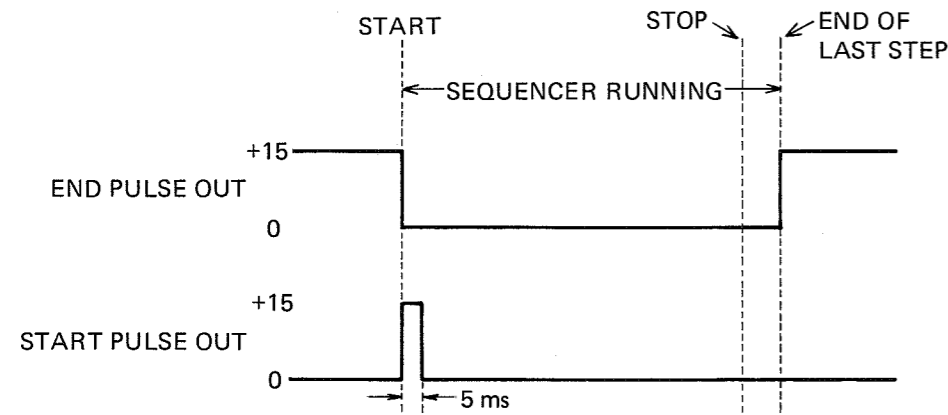 START
STOP
END OF
LAST STEP
SEQUENCER RUNNING
+15
END PULSE OUT
0
+15
START PULSE OUT
0
5 ms